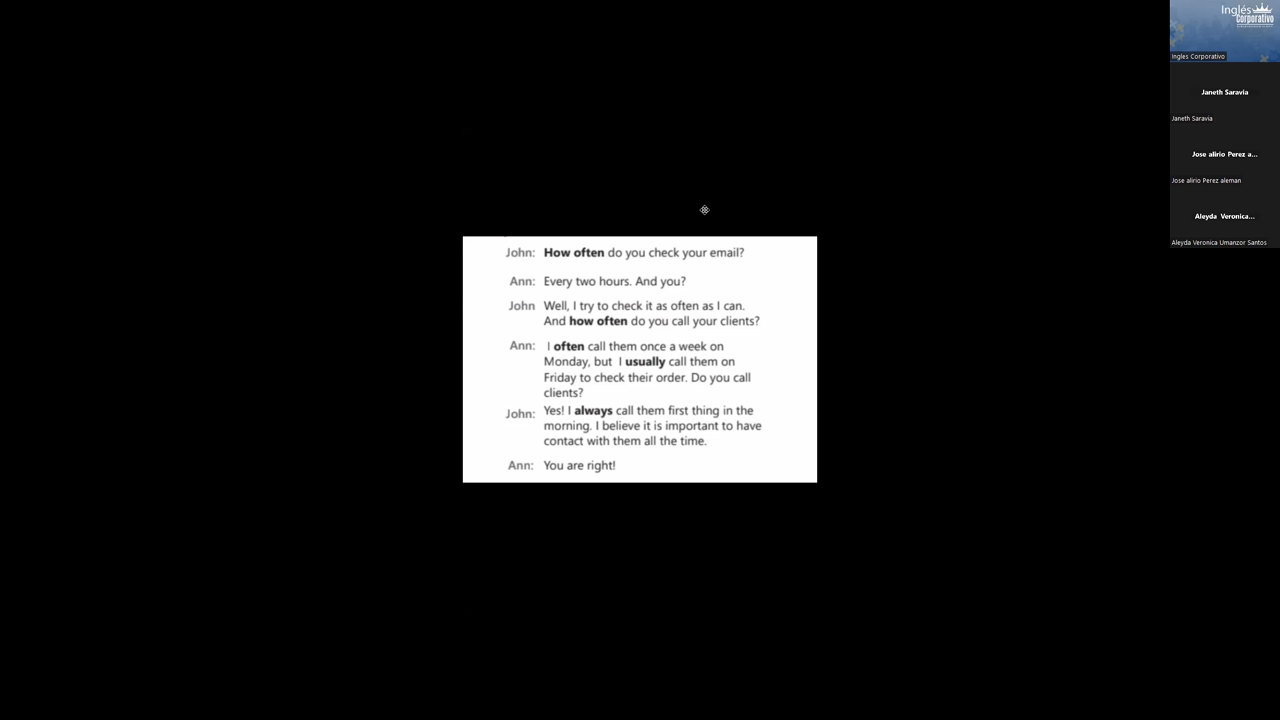 John: How often do you check your email?
Ann: Every two hours. And you?
John Well, I try to check it as often as I can.
And how often do you call your clients?
Ann: I often call them once a week on
Monday, but I usually call them on
Friday to check their order. Do you call
clients?
John: Yes! I always call them first thing in the
morning. I believe it is important to have
contact with them all the time.
Ann: You are right!
Inglés
Corporativo
Ingles Corporativo
Janeth Saravia
Janeth Saravia
Jose alirio Perez a...
Jose alirio Perez aleman
Aleyda Veronica...
Aleyda Veronica Umanzor Santos